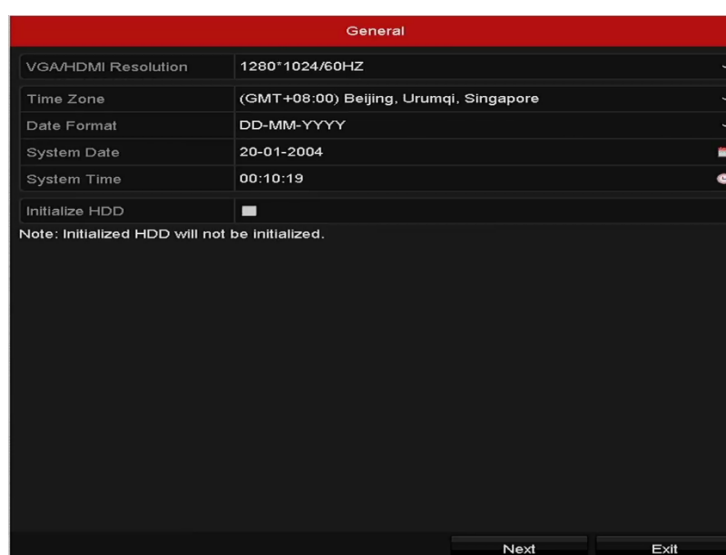 General
VGA/HDMI Resolution 1280*1024/60HZ
Time Zone (GMT+08:00) Beijing, Urumqi, Singapore
Date Format DD-MM-YYYY
System Date 20-01-2004
System Time 00:10:19
Initialize HDD
Note: Initialized HDD will not be initialized.
Next Exit